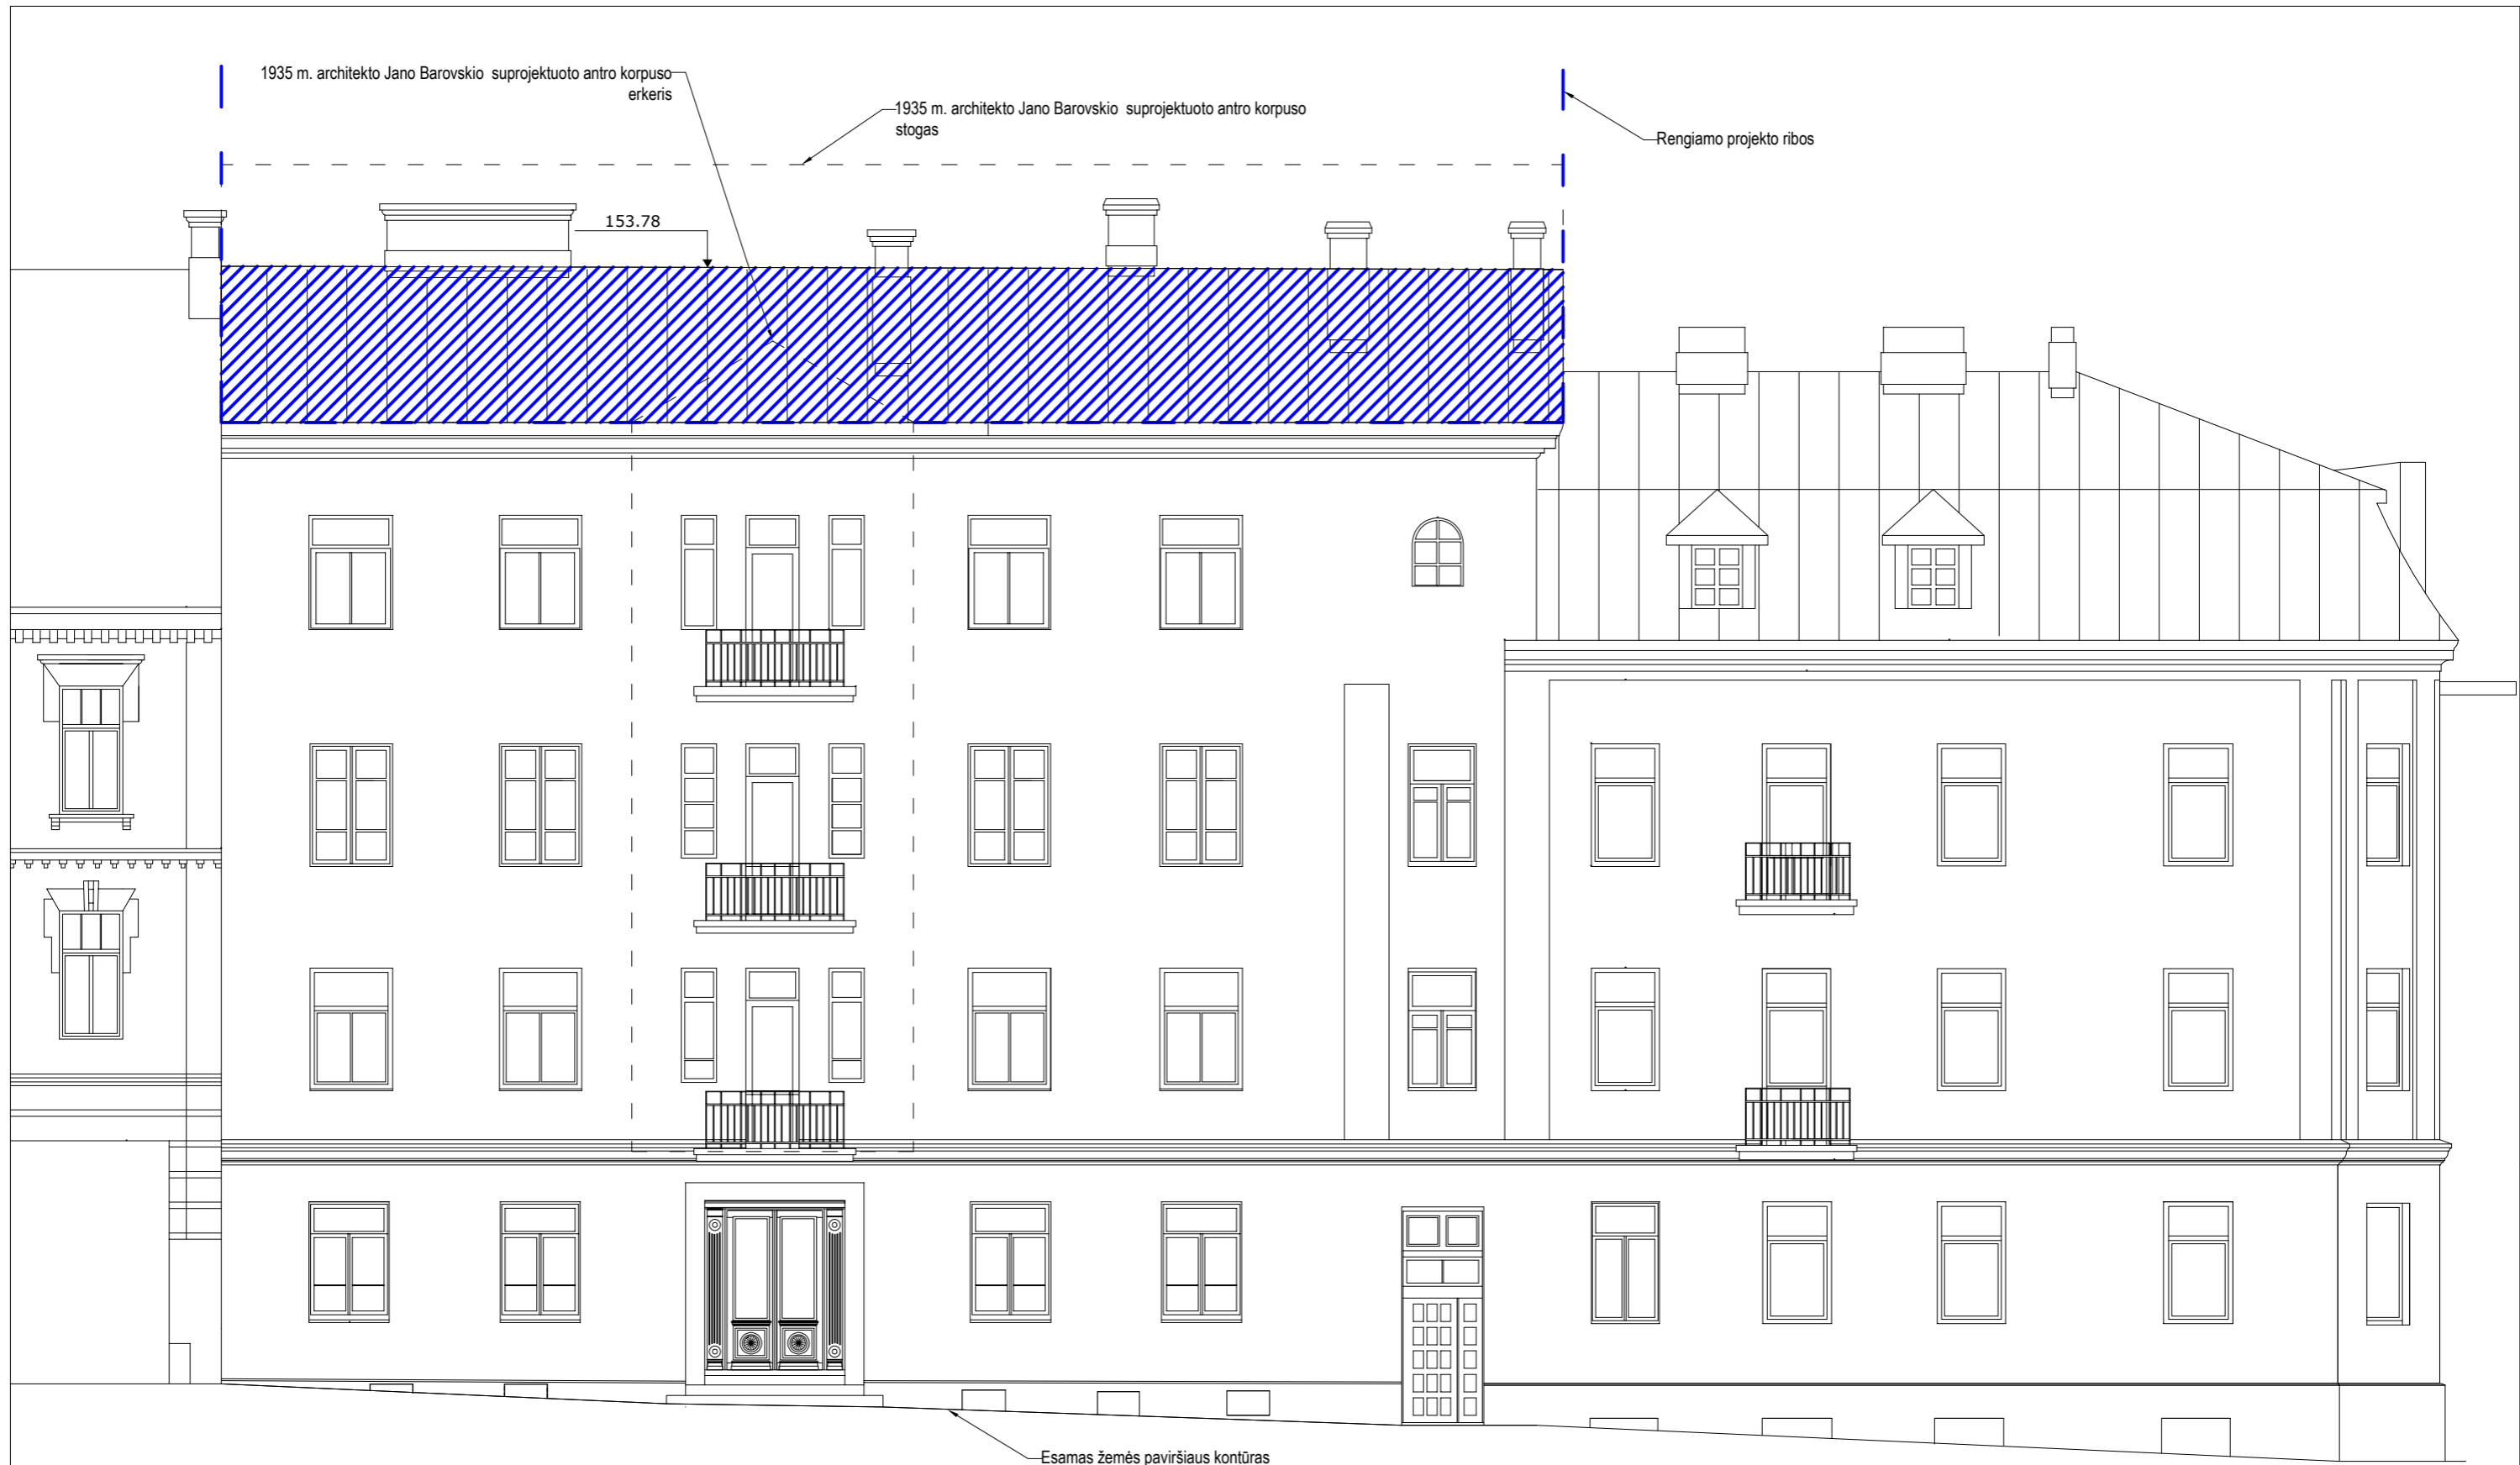 1935 m. architekto Jano Barovskio suprojektuoto antro korpuso
erkeris
1935 m. architekto Jano Barovskio suprojektuoto antro korpuso
stogas
Rengiamo projekto ribos
153.78
Esamas žemės paviršiaus kontūras